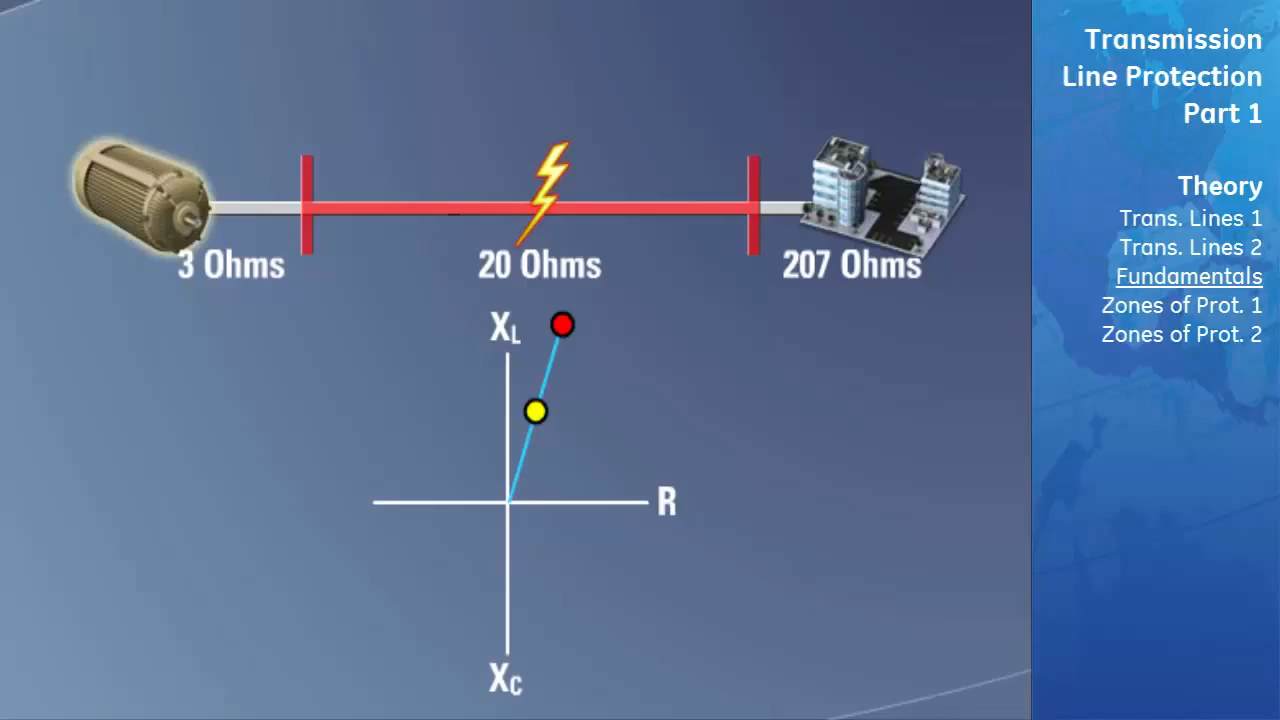 Transmission
Line Protection
Part 1
Theory
Trans. Lines 1
Trans. Lines 2
Fundamentals
Zones of Prot. 1
Zones of Prot. 2
3 Ohms
20 Ohms
207 Ohms
XL
R
XC